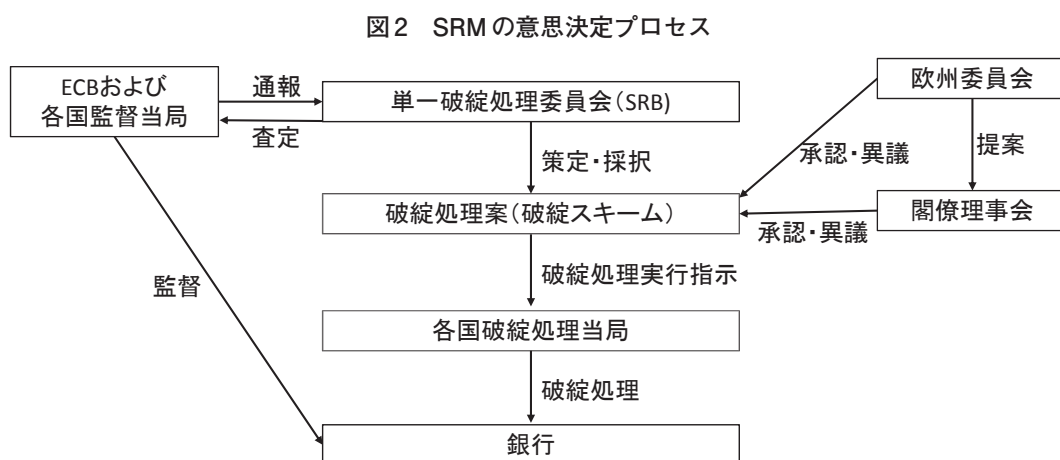 図2 SRMの意思決定プロセス
ECBおよび
各国監督当局
通報
査定
単一破綻処理委員会(SRB)
欧州委員会
策定・採択
承認・異議
提案
破綻処理案(破綻スキーム)
閣僚理事会
承認・異議
監督
破綻処理実行指示
各国破綻処理当局
破綻処理
銀行